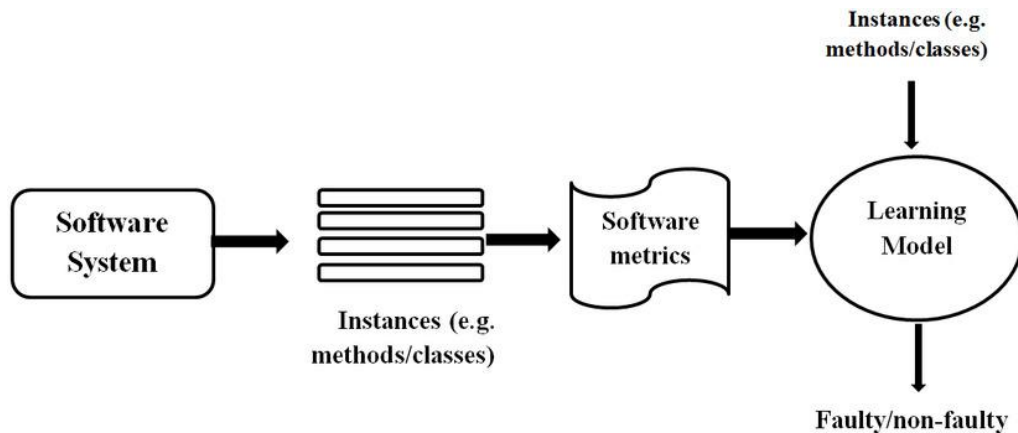 Instances (e.g.
methods/classes)
Software
System
Instances (e.g.
methods/classes)
Software
metrics
Learning
Model
Faulty/non-faulty